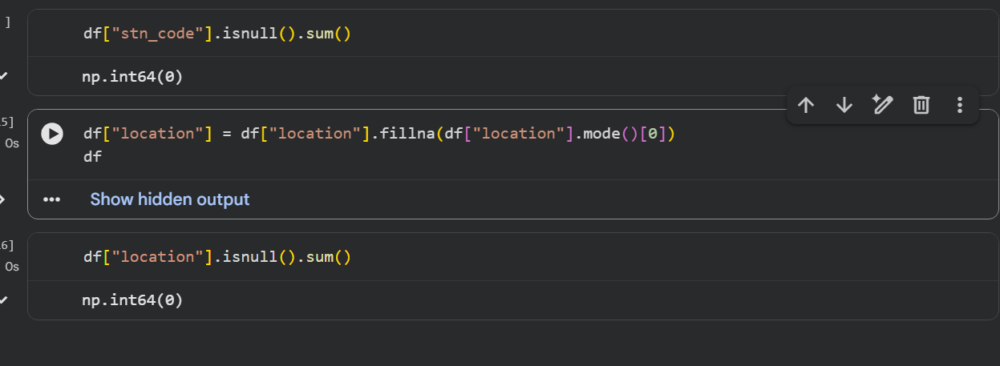 ]
df["stn_code"].isnull().sum()
np.int64(0)
5]
0s
df["location"] = df["location"].fillna(df["location"].mode()[0])
df
Show hidden output
6]
0s
df["location"].isnull().sum()
np.int64(0)